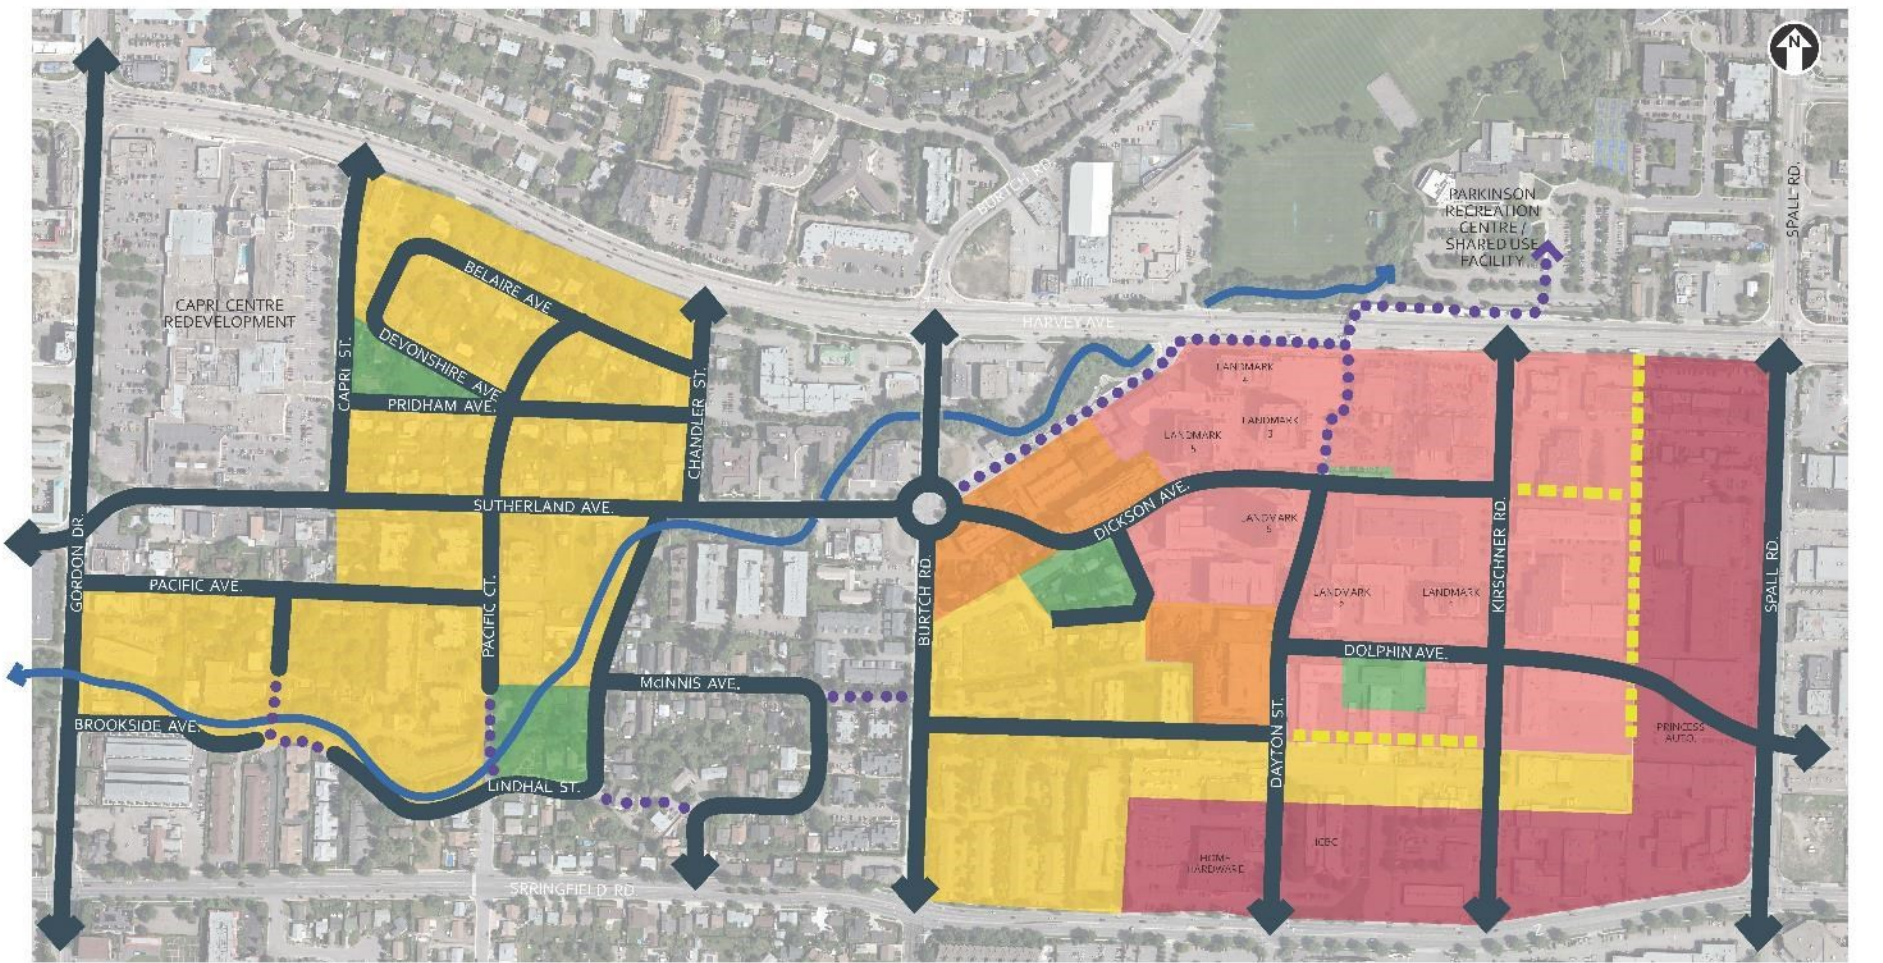 N
SPALL RD.
BURTCH RD.
PARKINSON
RECREATION
CENTRE /
SHARED USE
FACILITY
CAPRI CENTRE
REDEVELOPMENT
BELAIRE AVE
HARVEY AVE
DEVONSHIRE AVE
CAPRI ST.
PRIDHAM AVE.
CHANDLER ST.
LANDMARK
4
LANDMARK
3
LANDMARK
5
SUTHERLAND AVE.
DICKSON AVE.
LANDMARK
6
KIRSCHNER RD.
GORDON DR.
PACIFIC AVE.
PACIFIC CT.
BURTCH RD.
LANDMARK
2
LANDMARK
SPALL RD.
DOLPHIN AVE.
McINNIS AVE.
BROOKSIDE AVE.
DAYTON ST.
PRINCESS
AUTO.
LINDHAL ST.
HOME
HARDWARE
ICBC
SRRINGFIELD RD